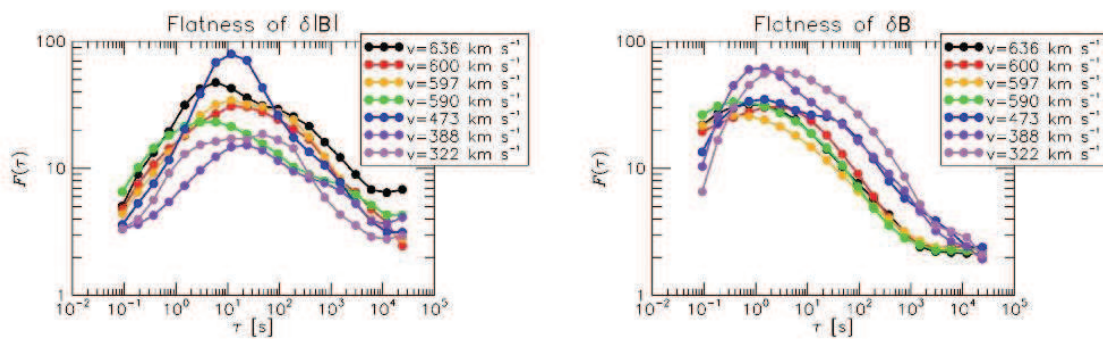 Flatness of δ|B|
100
10
1
F(τ)
10⁻² 10⁻¹ 10⁰ 10¹ 10² 10³ 10⁴ 10⁵
τ [s]
v=636 km s⁻¹
v=600 km s⁻¹
v=597 km s⁻¹
v=590 km s⁻¹
v=473 km s⁻¹
v=388 km s⁻¹
v=322 km s⁻¹
Flatness of δB
100
10
1
F(τ)
10⁻² 10⁻¹ 10⁰ 10¹ 10² 10³ 10⁴ 10⁵
τ [s]
v=636 km s⁻¹
v=600 km s⁻¹
v=597 km s⁻¹
v=590 km s⁻¹
v=473 km s⁻¹
v=388 km s⁻¹
v=322 km s⁻¹